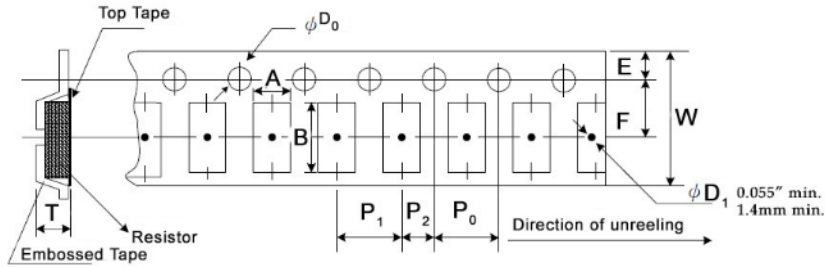 Top Tape
ϕD₀
A
E
B
F
W
T
P₁
P₂
P₀
ϕD₁ 0.055″ min.
1.4mm min.
Direction of unreeling
Resistor
Embossed Tape